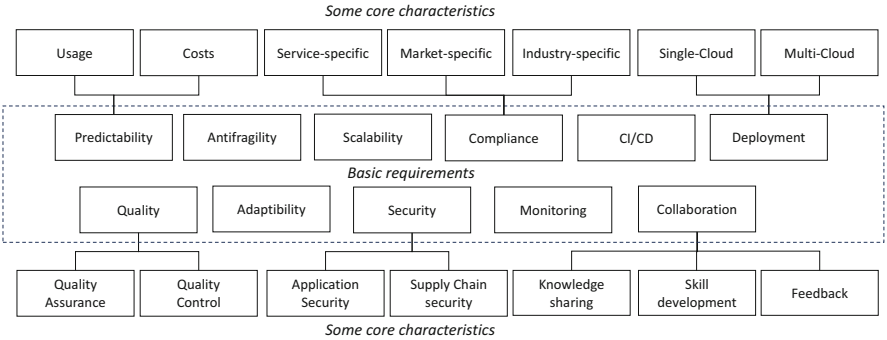 Some core characteristics
Usage
Costs
Service-specific
Market-specific
Industry-specific
Single-Cloud
Multi-Cloud
Predictability
Antifragility
Scalability
Compliance
CI/CD
Deployment
Basic requirements
Quality
Adaptibility
Security
Monitoring
Collaboration
Quality
Assurance
Quality
Control
Application
Security
Supply Chain
security
Knowledge
sharing
Skill
development
Feedback
Some core characteristics